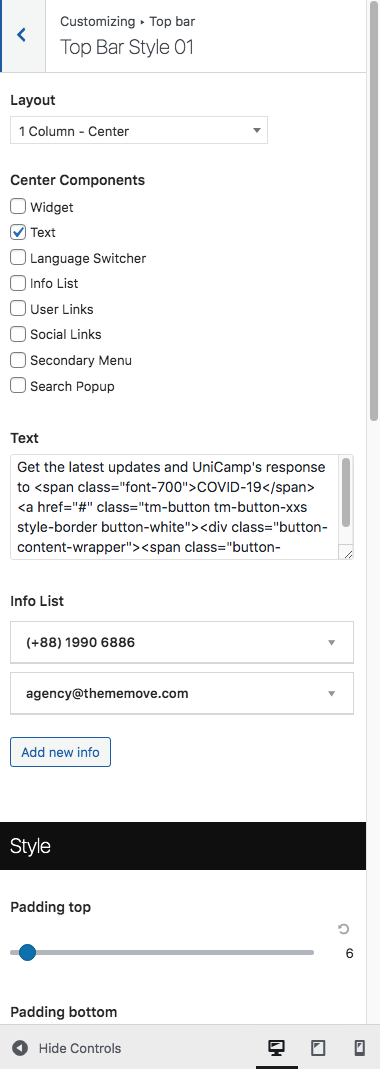 Customizing ▸ Top bar
Top Bar Style 01
Layout
1 Column - Center
Center Components
Widget
Text
Language Switcher
Info List
User Links
Social Links
Secondary Menu
Search Popup
Text
Get the latest updates and UniCamp's response
to <span class="font-700">COVID-19</span>
<a href="#" class="tm-button tm-button-xxs
style-border button-white"><div class="button-
content-wrapper"><span class="button-
Info List
(+88) 1990 6886
agency@thememove.com
Add new info
Style
Padding top
6
Padding bottom
Hide Controls